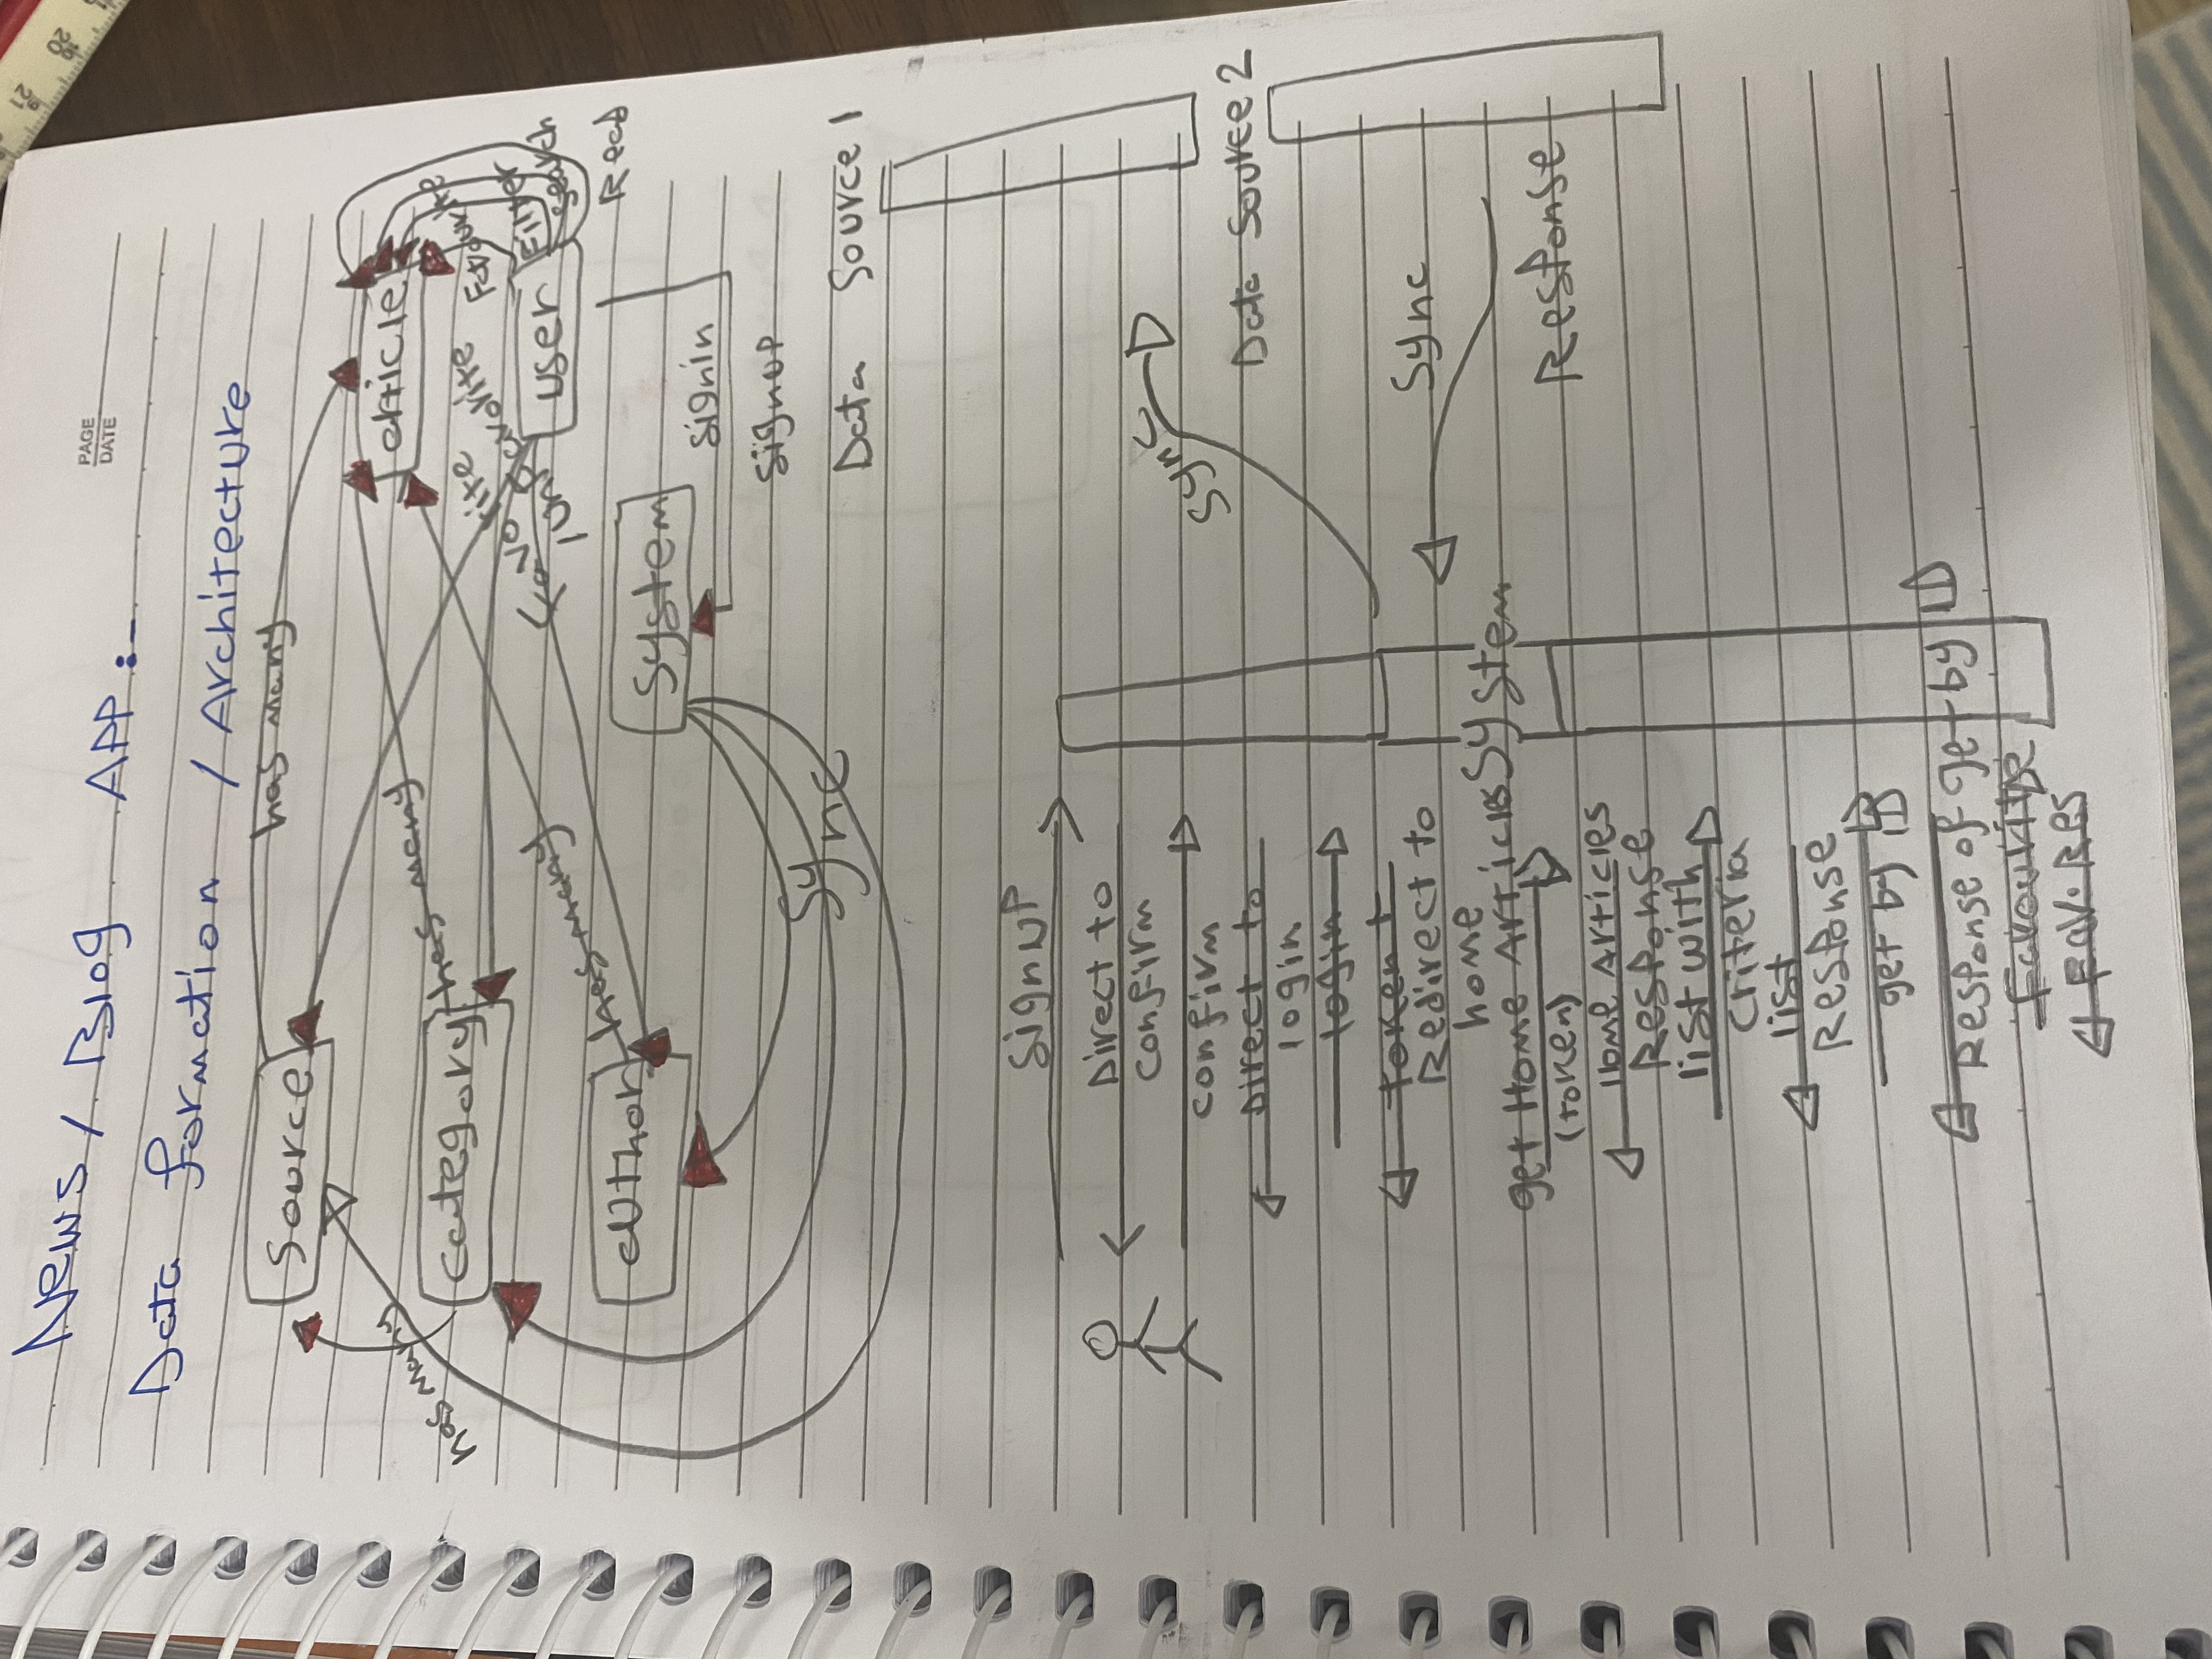 News / Blog APP :-
PAGE
DATE
Data formation / Architecture
Source
has many
article
has many
category
has many
Favourite
Favorite
/UnFavorite
user
Filter
search
Read
author
has many
System
signin
signup
Sync
Data Source 1
SignUP
Direct to
confirm
confirm
Sync
Direct to
login
Data Source 2
login
token +
Redirect to
home
Sync
get Home Articles
System
(token)
Response
Home Articles
Response
list with
criteria
list
Response
get by ID
Response of get by ID
Favourite
Fav. Res
21
20